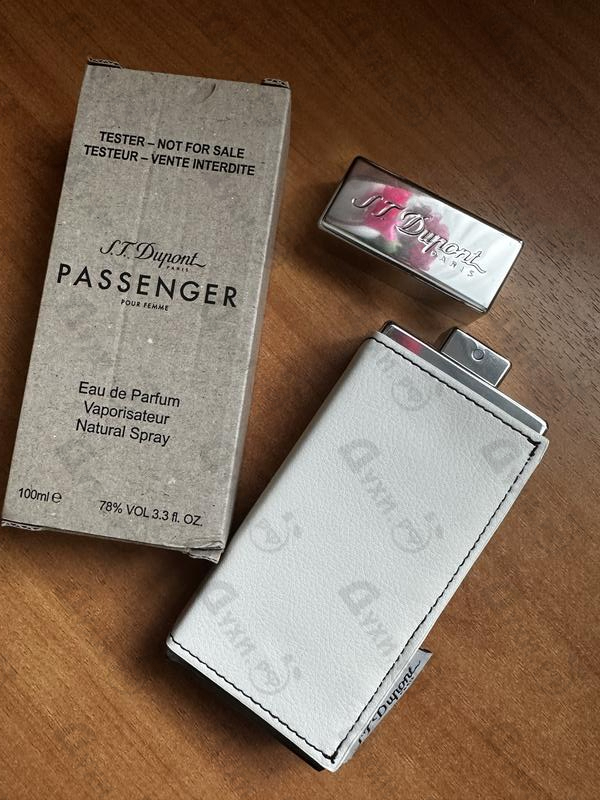 TESTER – NOT FOR SALE
TESTEUR – VENTE INTERDITE
S.T. Dupont
PARIS
PASSENGER
POUR FEMME
Eau de Parfum
Vaporisateur
Natural Spray
100ml ℮
78% VOL 3.3 fl. OZ.
S.T. Dupont
PARIS
S.T. Dupont